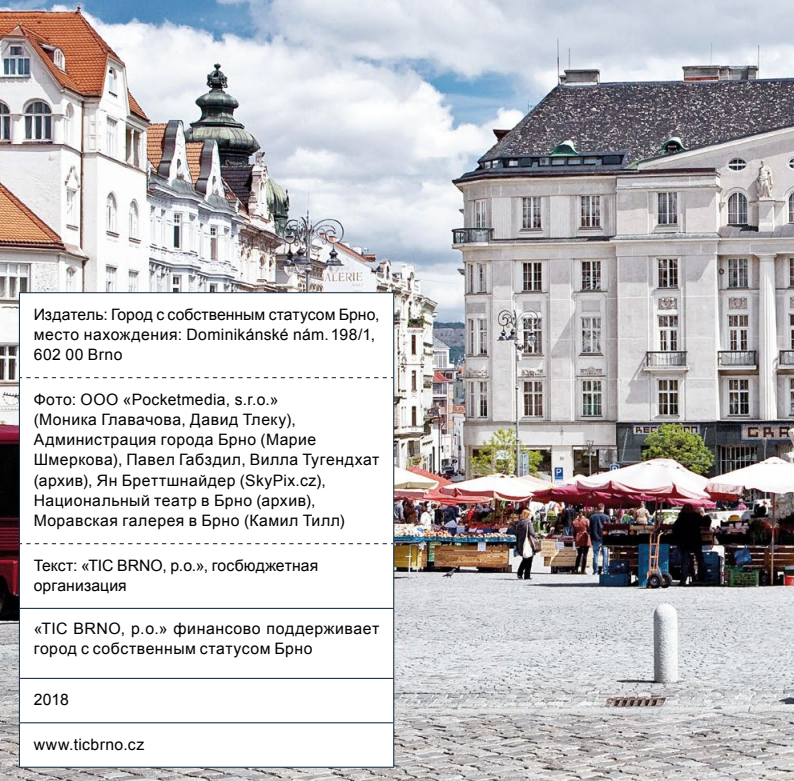 ALERIE
Издатель: Город с собственным статусом Брно,
место нахождения: Dominikánské nám. 198/1,
602 00 Brno
Фото: ООО «Pocketmedia, s.r.o.»
(Моника Главачова, Давид Тлеку),
Администрация города Брно (Марие
Шмеркова), Павел Габздил, Вилла Тугендхат
(архив), Ян Бреттшнайдер (SkyPix.cz),
Национальный театр в Брно (архив),
Моравская галерея в Брно (Камил Тилл)
Текст: «TIC BRNO, p.o.», госбюджетная
организация
«TIC BRNO, p.o.» финансово поддерживает
город с собственным статусом Брно
2018
www.ticbrno.cz
RECEPTION
GRA